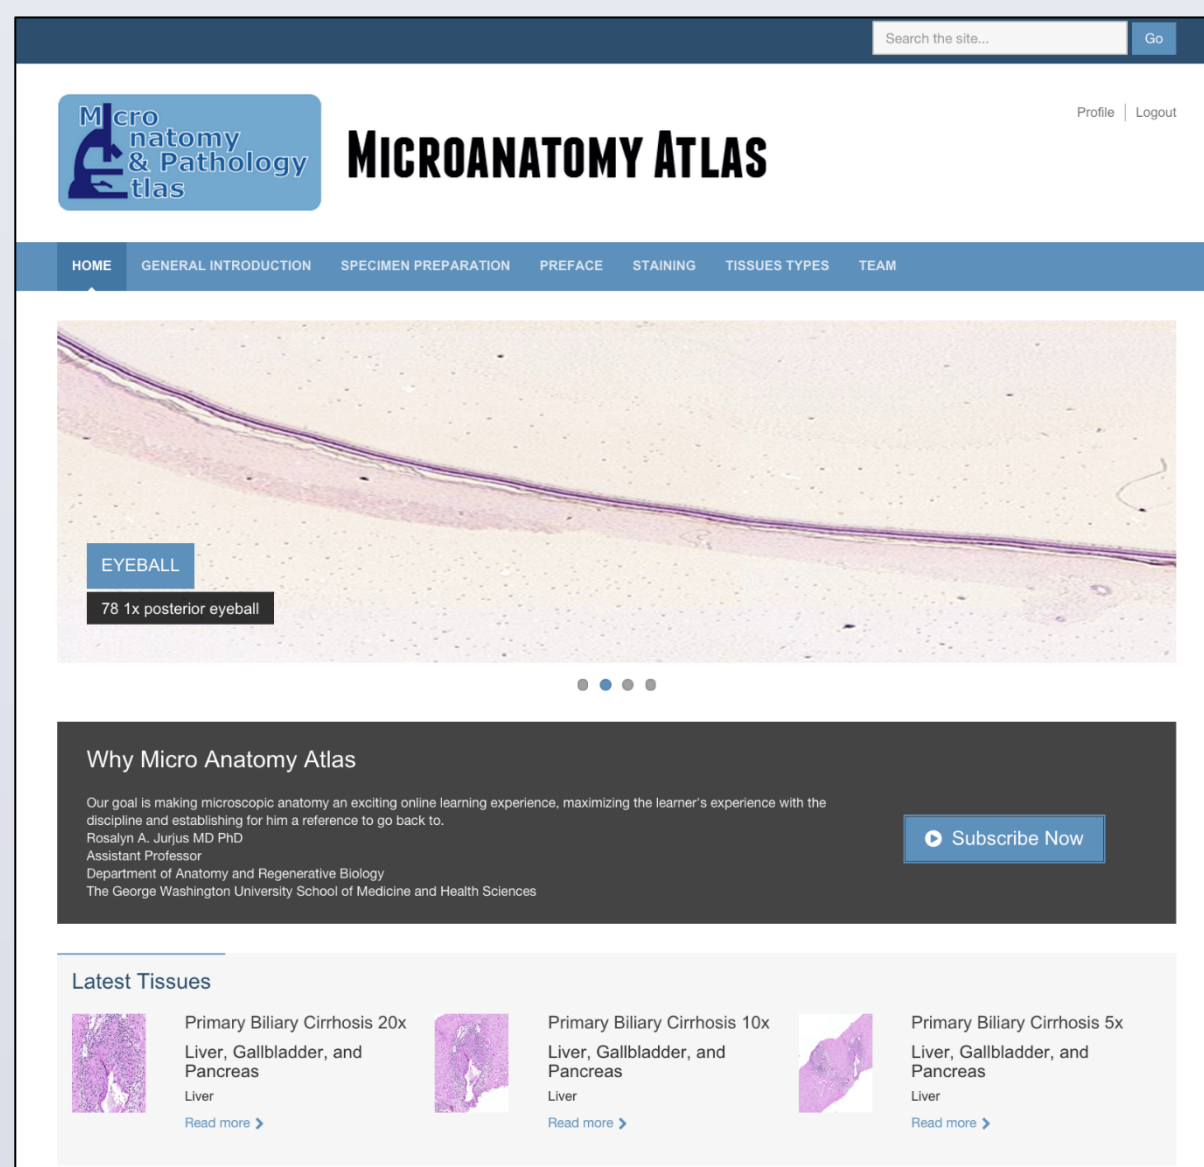 Search the site...
Go
Profile
Logout
Micro
natomy
& Pathology
tlas
MICROANATOMY ATLAS
HOME
GENERAL INTRODUCTION
SPECIMEN PREPARATION
PREFACE
STAINING
TISSUES TYPES
TEAM
EYEBALL
78 1x posterior eyeball
Why Micro Anatomy Atlas
Our goal is making microscopic anatomy an exciting online learning experience, maximizing the learner's experience with the
discipline and establishing for him a reference to go back to.
Rosalyn A. Jurjus MD PhD
Assistant Professor
Department of Anatomy and Regenerative Biology
The George Washington University School of Medicine and Health Sciences
Subscribe Now
Latest Tissues
Primary Biliary Cirrhosis 20x
Liver, Gallbladder, and
Pancreas
Liver
Read more
Primary Biliary Cirrhosis 10x
Liver, Gallbladder, and
Pancreas
Liver
Read more
Primary Biliary Cirrhosis 5x
Liver, Gallbladder, and
Pancreas
Liver
Read more